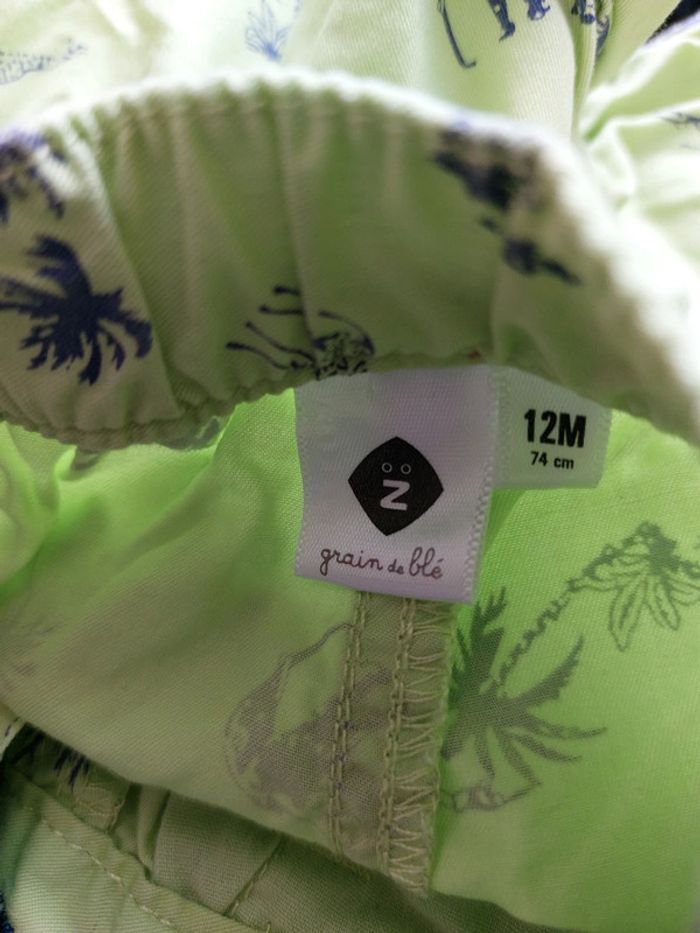 Z
grain de blé
12M
74 cm